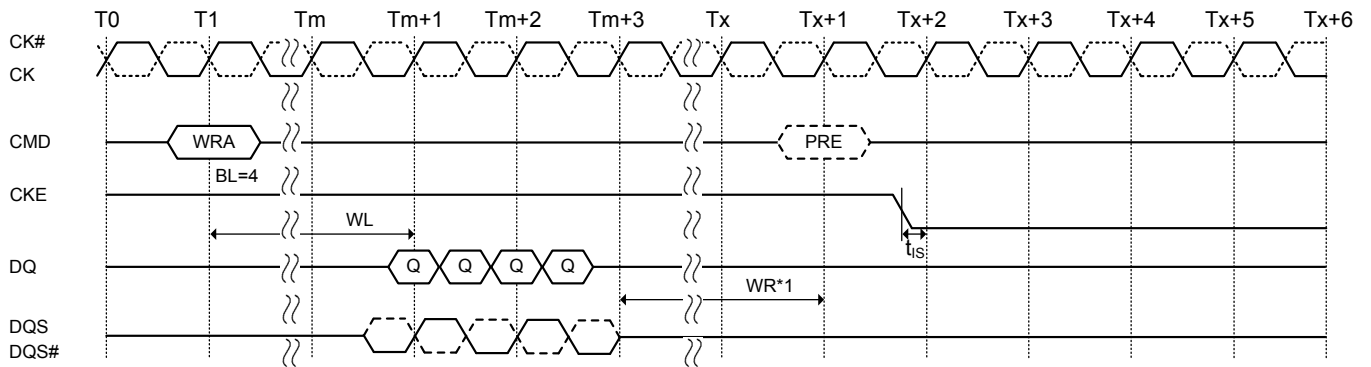 T0 T1 Tm Tm+1 Tm+2 Tm+3 Tx Tx+1 Tx+2 Tx+3 Tx+4 Tx+5 Tx+6
CK#
CK
CMD WRA PRE
BL=4
CKE
WL
tIS
DQ Q Q Q Q
WR*1
DQS
DQS#